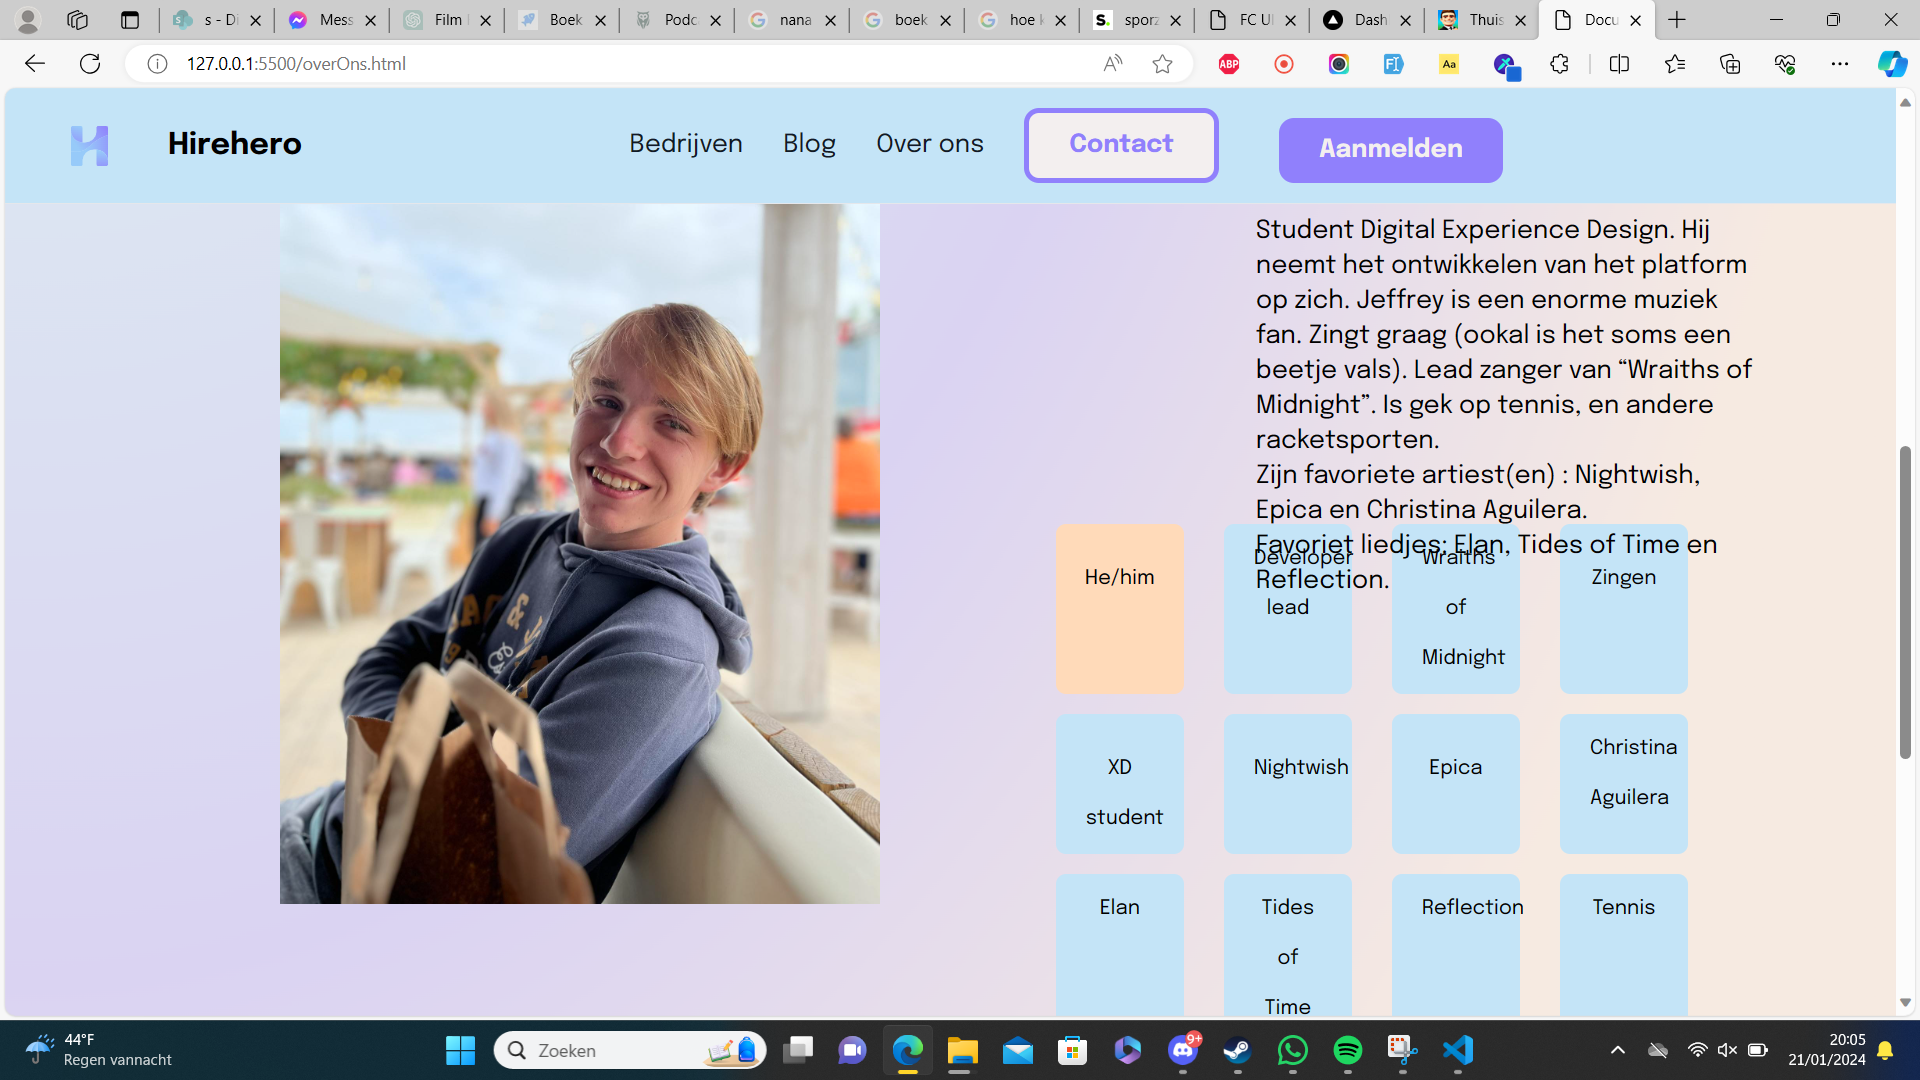 s - Di
Mess
Film
Boek
Podc
nana
boek
hoe k
sporz
FC U
Dash
Thuis
Docu
127.0.0.1:5500/overOns.html
Hirehero
Bedrijven
Blog
Over ons
Contact
Aanmelden
Student Digital Experience Design. Hij
neemt het ontwikkelen van het platform
op zich. Jeffrey is een enorme muziek
fan. Zingt graag (ookal is het soms een
beetje vals). Lead zanger van “Wraiths of
Midnight”. Is gek op tennis, en andere
racketsporten.
Zijn favoriete artiest(en) : Nightwish,
Epica en Christina Aguilera.
Favoriet liedjes: Elan, Tides of Time en
Reflection.
He/him
Developer
lead
Wraiths
of
Midnight
Zingen
XD
student
Nightwish
Epica
Christina
Aguilera
Elan
Tides
of
Time
Reflection
Tennis
44°F
Regen vannacht
Zoeken
9+
20:05
21/01/2024